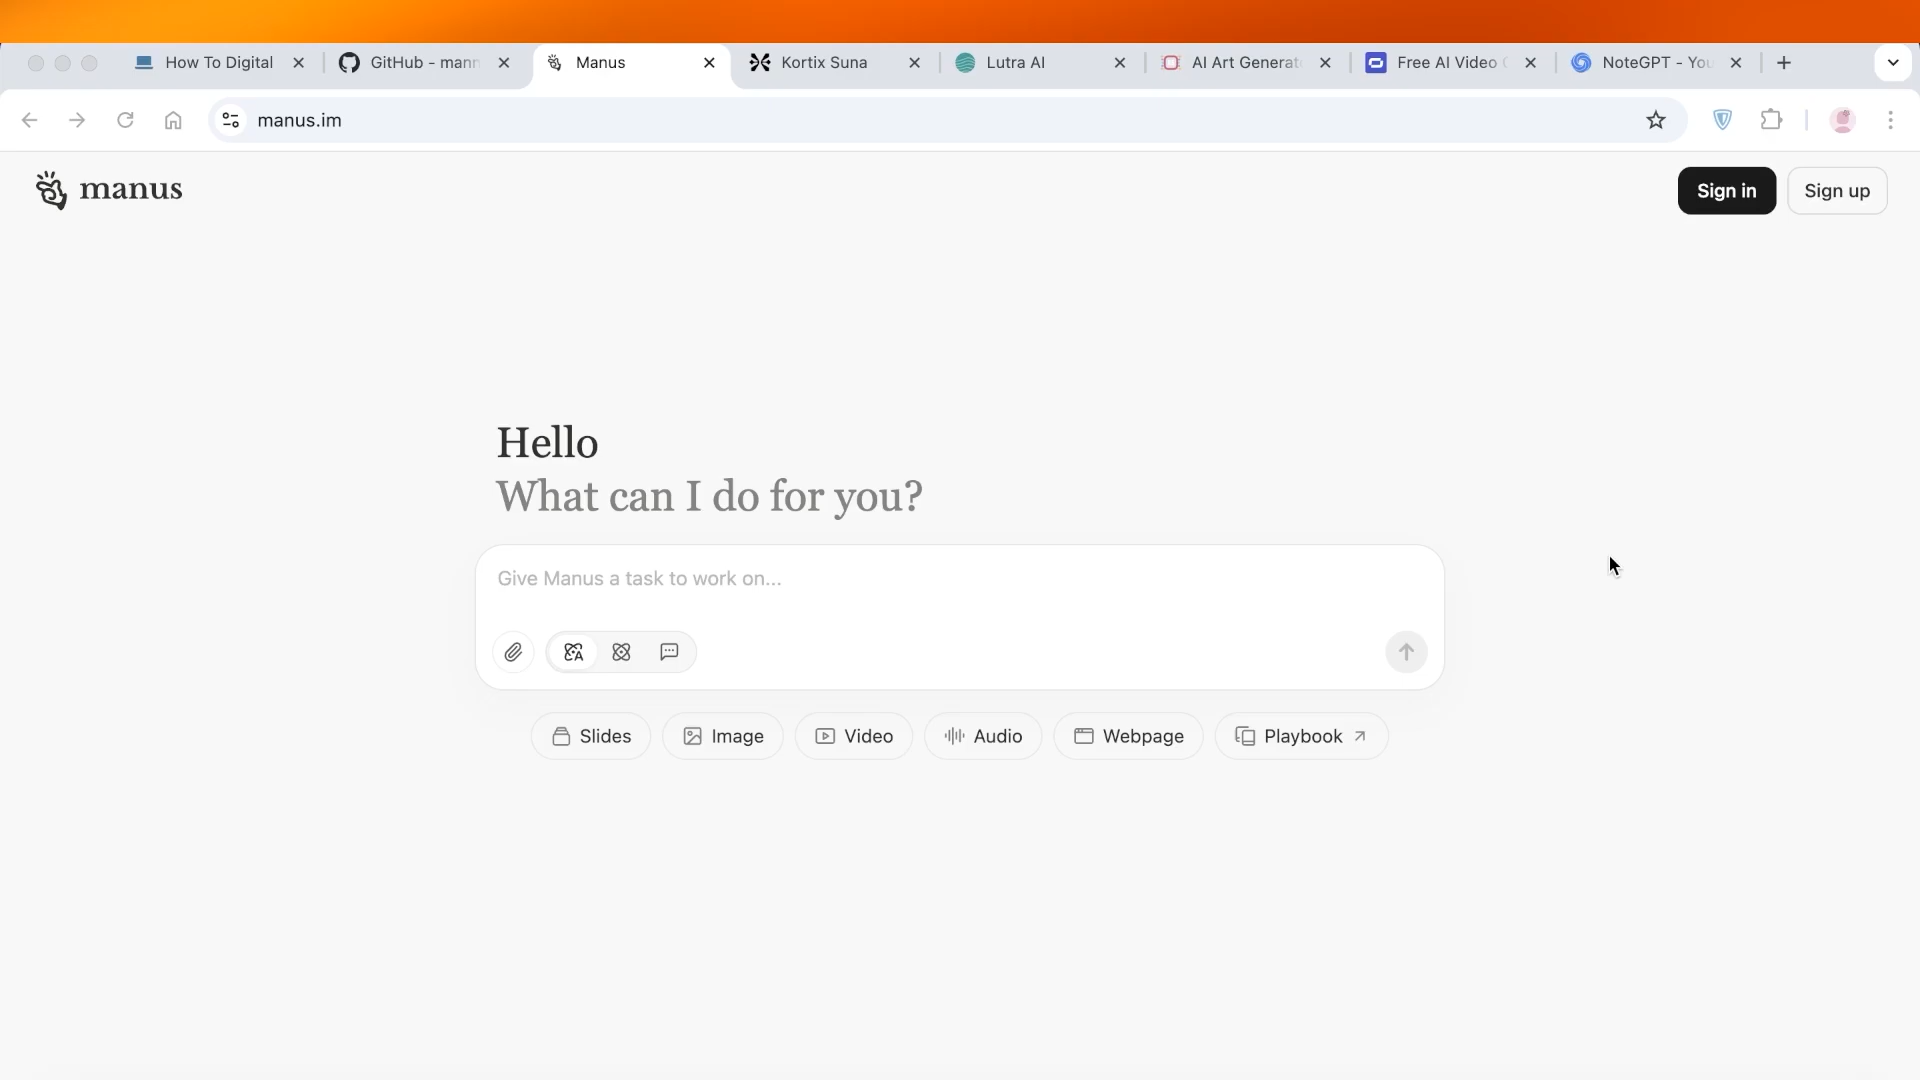 How To Digital
GitHub - mann
Manus
Kortix Suna
Lutra AI
AI Art Generat
Free AI Video
NoteGPT - You
manus.im
manus
Sign in
Sign up
Hello
What can I do for you?
Give Manus a task to work on...
Slides
Image
Video
Audio
Webpage
Playbook